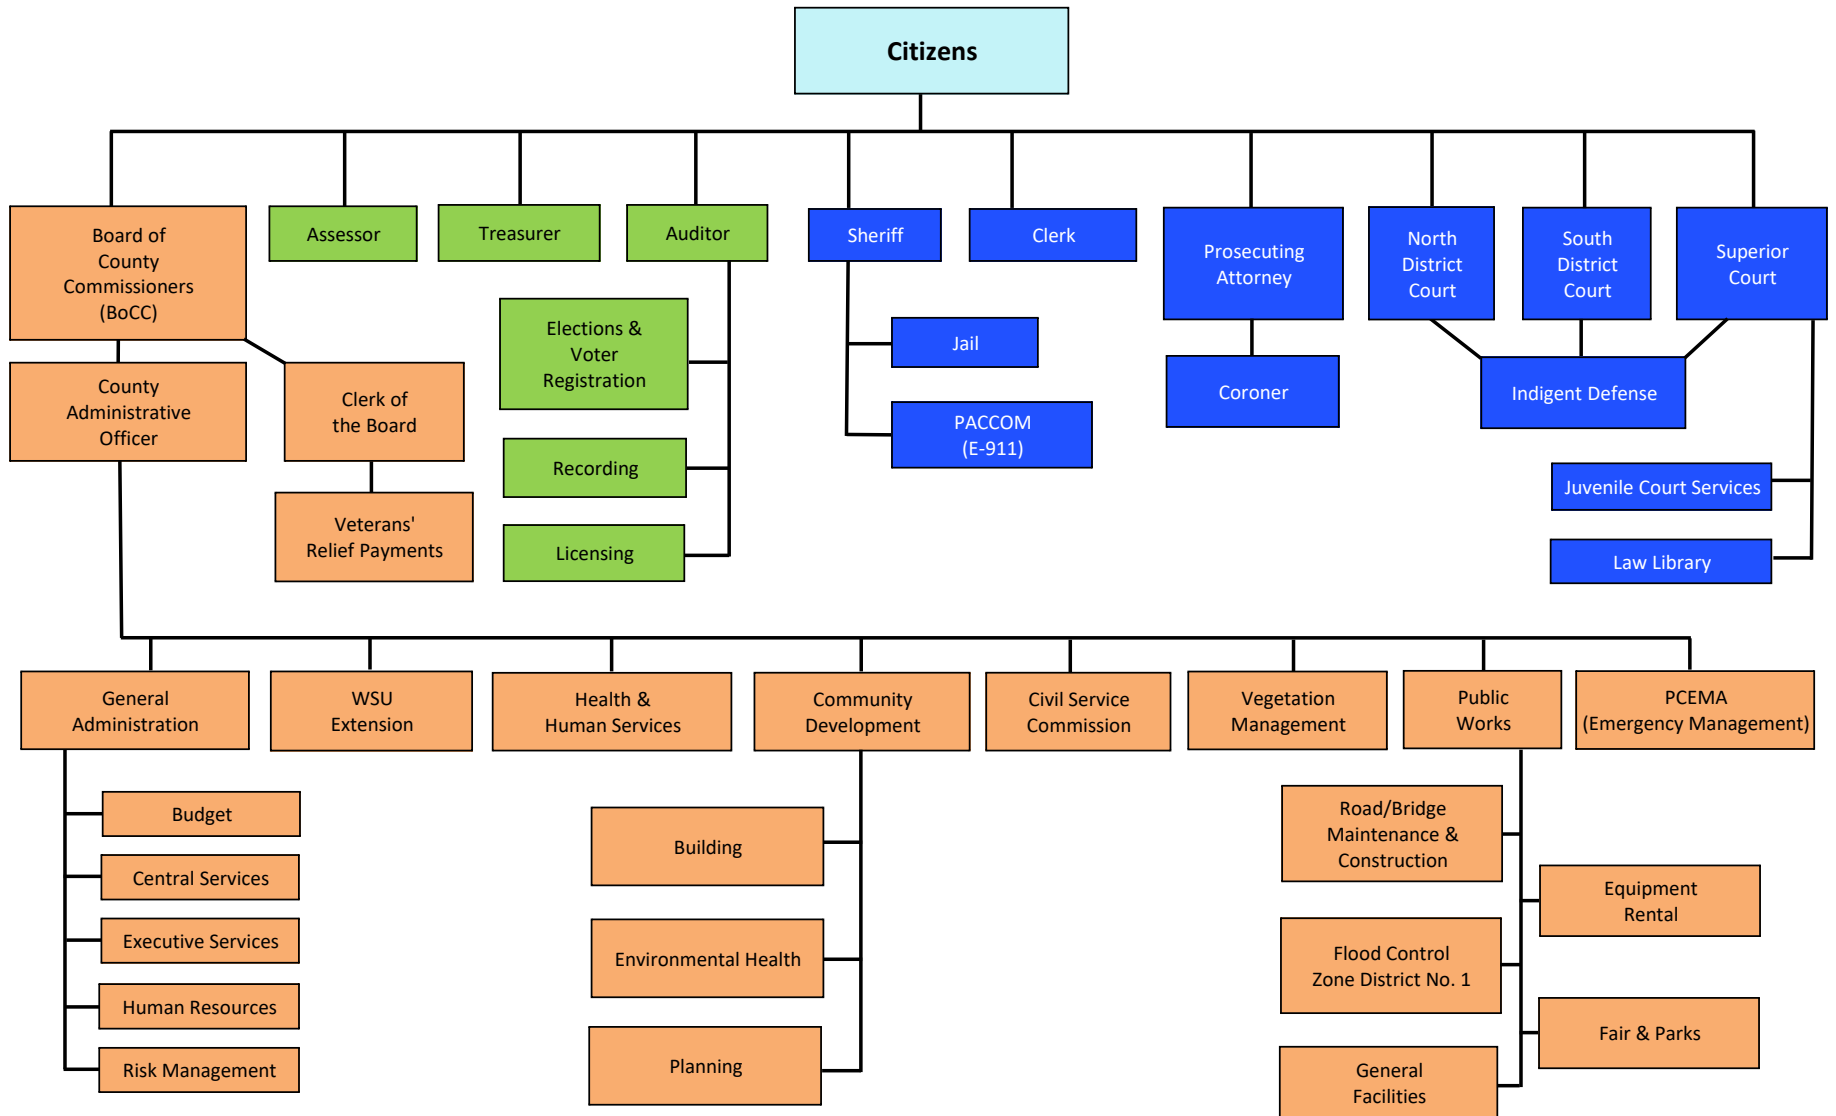 Citizens
Board of
County
Commissioners
(BoCC)
Assessor
Treasurer
Auditor
Sheriff
Clerk
Prosecuting
Attorney
North
District
Court
South
District
Court
Superior
Court
Elections &
Voter
Registration
Jail
County
Administrative
Officer
Clerk of
the Board
Coroner
Indigent Defense
PACCOM
(E-911)
Recording
Juvenile Court Services
Veterans'
Relief Payments
Licensing
Law Library
General
Administration
WSU
Extension
Health &
Human Services
Community
Development
Civil Service
Commission
Vegetation
Management
Public
Works
PCEMA
(Emergency Management)
Budget
Central Services
Executive Services
Human Resources
Risk Management
Building
Environmental Health
Planning
Road/Bridge
Maintenance &
Construction
Equipment
Rental
Flood Control
Zone District No. 1
Fair & Parks
General
Facilities